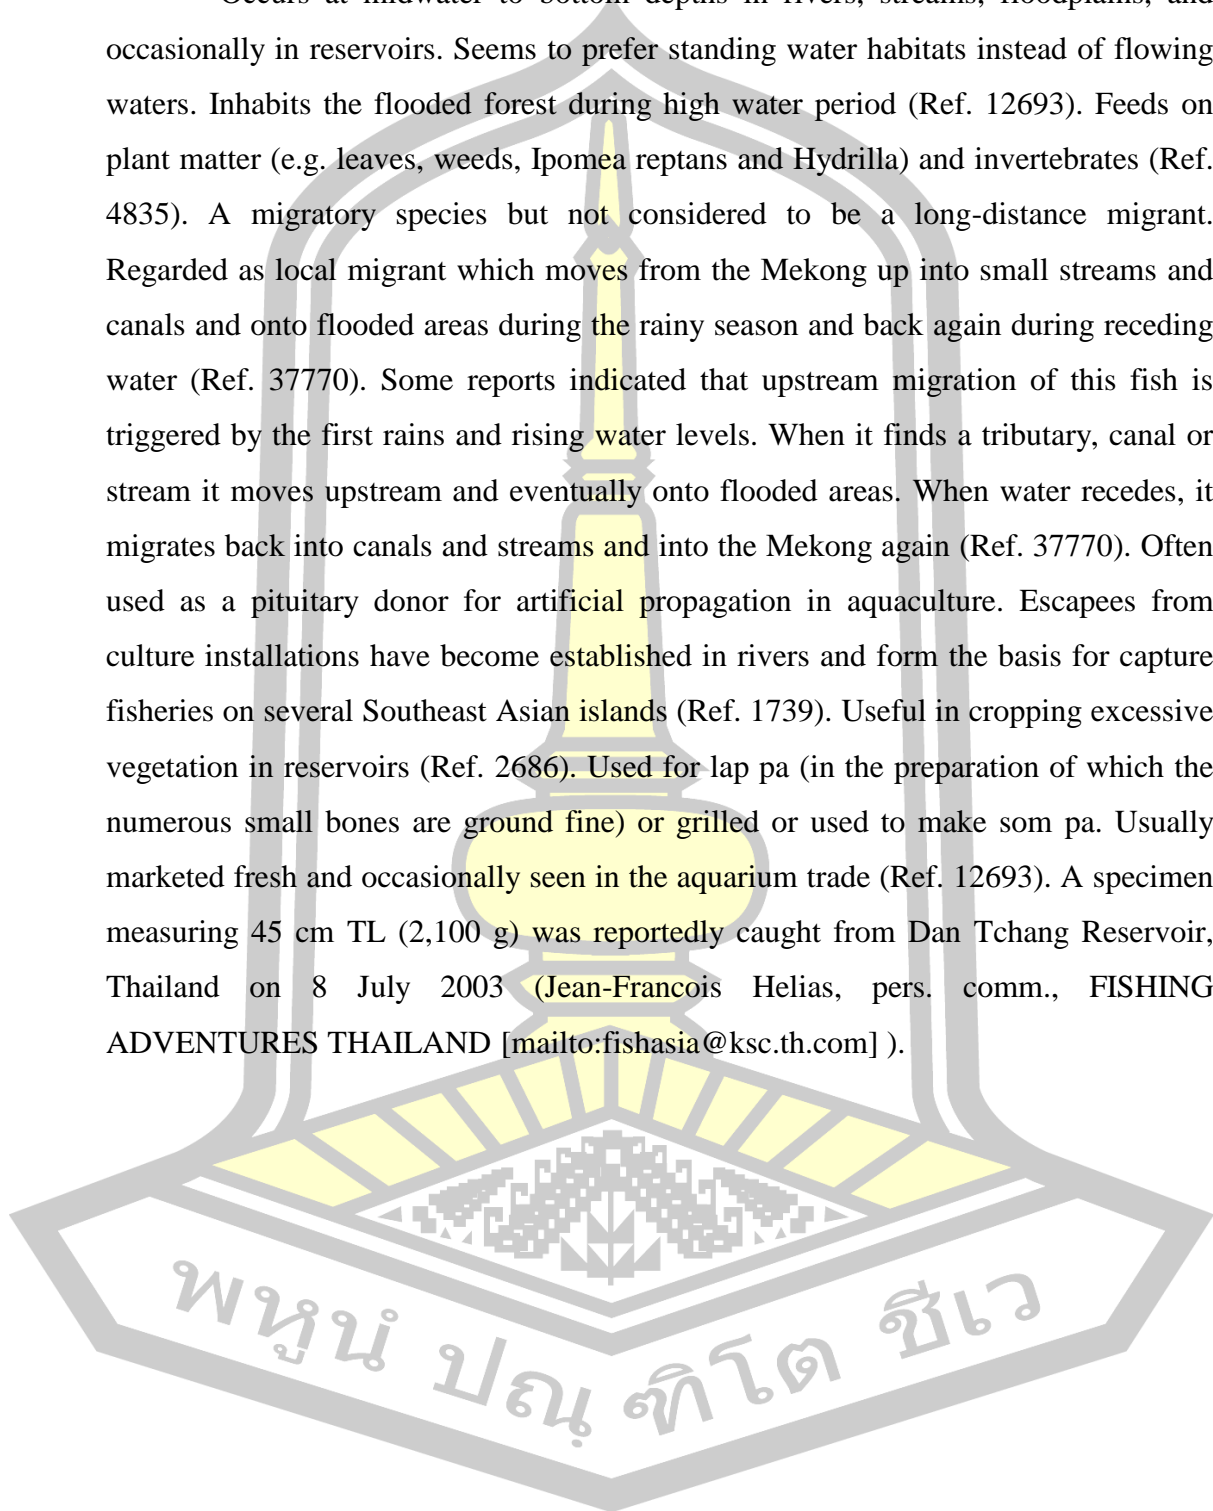 Occurs at midwater to bottom depths in rivers, streams, floodplains, and
occasionally in reservoirs. Seems to prefer standing water habitats instead of flowing
waters. Inhabits the flooded forest during high water period (Ref. 12693). Feeds on
plant matter (e.g. leaves, weeds, Ipomea reptans and Hydrilla) and invertebrates (Ref.
4835). A migratory species but not considered to be a long-distance migrant.
Regarded as local migrant which moves from the Mekong up into small streams and
canals and onto flooded areas during the rainy season and back again during receding
water (Ref. 37770). Some reports indicated that upstream migration of this fish is
triggered by the first rains and rising water levels. When it finds a tributary, canal or
stream it moves upstream and eventually onto flooded areas. When water recedes, it
migrates back into canals and streams and into the Mekong again (Ref. 37770). Often
used as a pituitary donor for artificial propagation in aquaculture. Escapees from
culture installations have become established in rivers and form the basis for capture
fisheries on several Southeast Asian islands (Ref. 1739). Useful in cropping excessive
vegetation in reservoirs (Ref. 2686). Used for lap pa (in the preparation of which the
numerous small bones are ground fine) or grilled or used to make som pa. Usually
marketed fresh and occasionally seen in the aquarium trade (Ref. 12693). A specimen
measuring 45 cm TL (2,100 g) was reportedly caught from Dan Tchang Reservoir,
Thailand on 8 July 2003 (Jean-Francois Helias, pers. comm., FISHING
ADVENTURES THAILAND [mailto:fishasia@ksc.th.com] ).
พหูนํ ปณฺฑิโต ชีเว